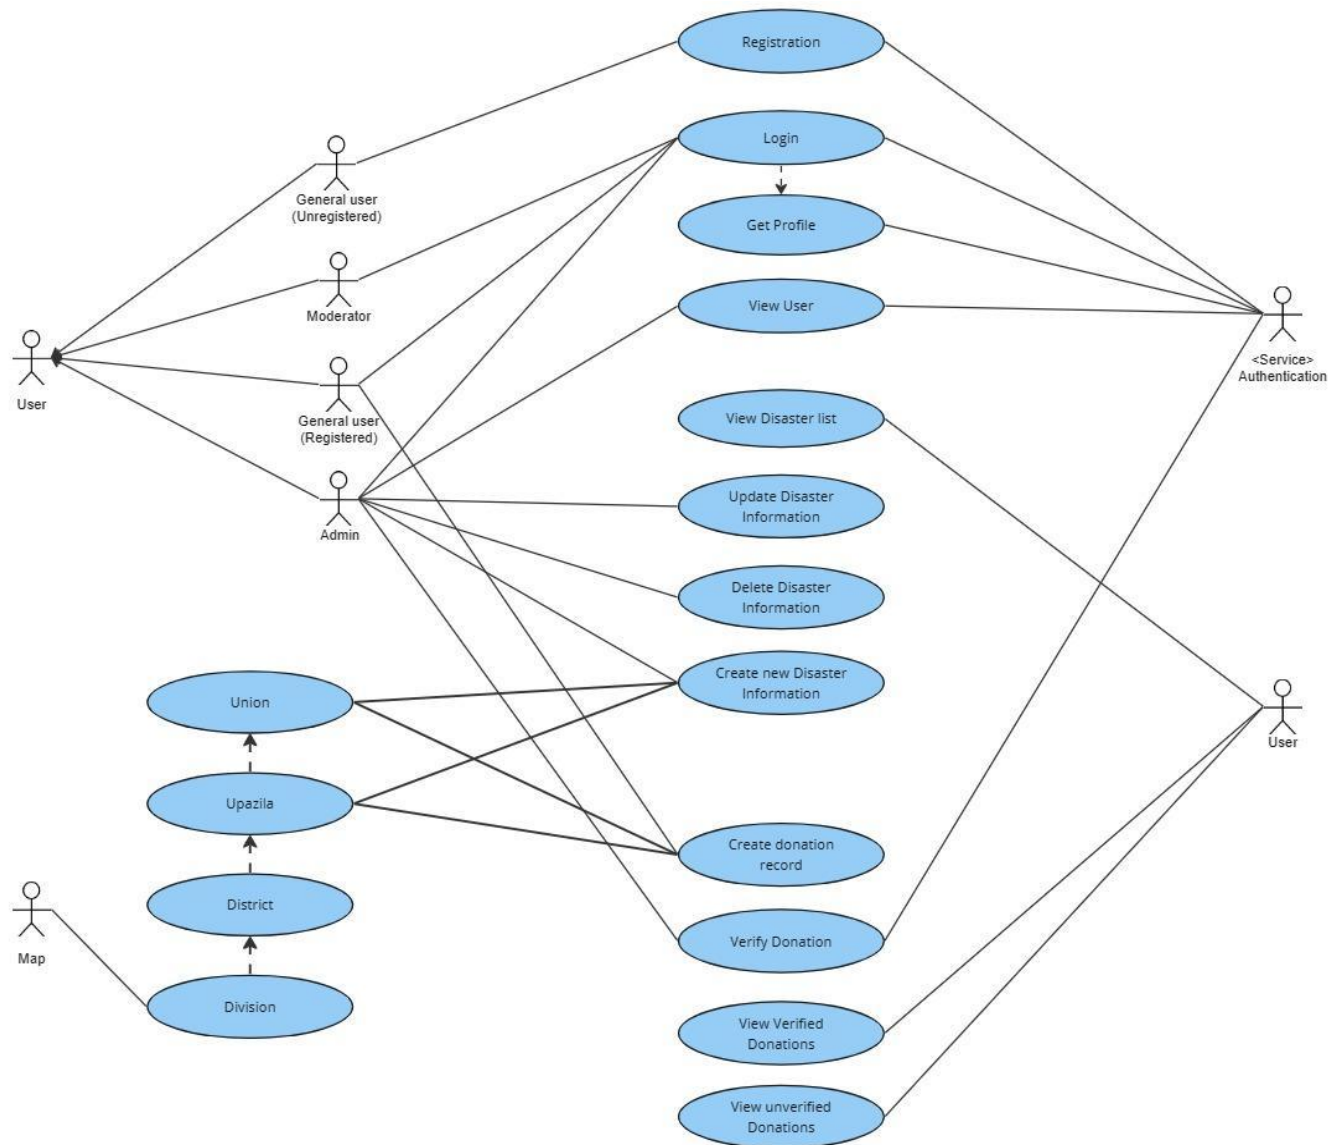 Registration
Login
General user
(Unregistered)
Get Profile
Moderator
View User
<Service>
Authentication
User
General user
(Registered)
View Disaster list
Update Disaster
Information
Admin
Delete Disaster
Information
Create new Disaster
Information
Union
User
Upazila
Create donation
record
District
Verify Donation
Map
Division
View Verified
Donations
View unverified
Donations